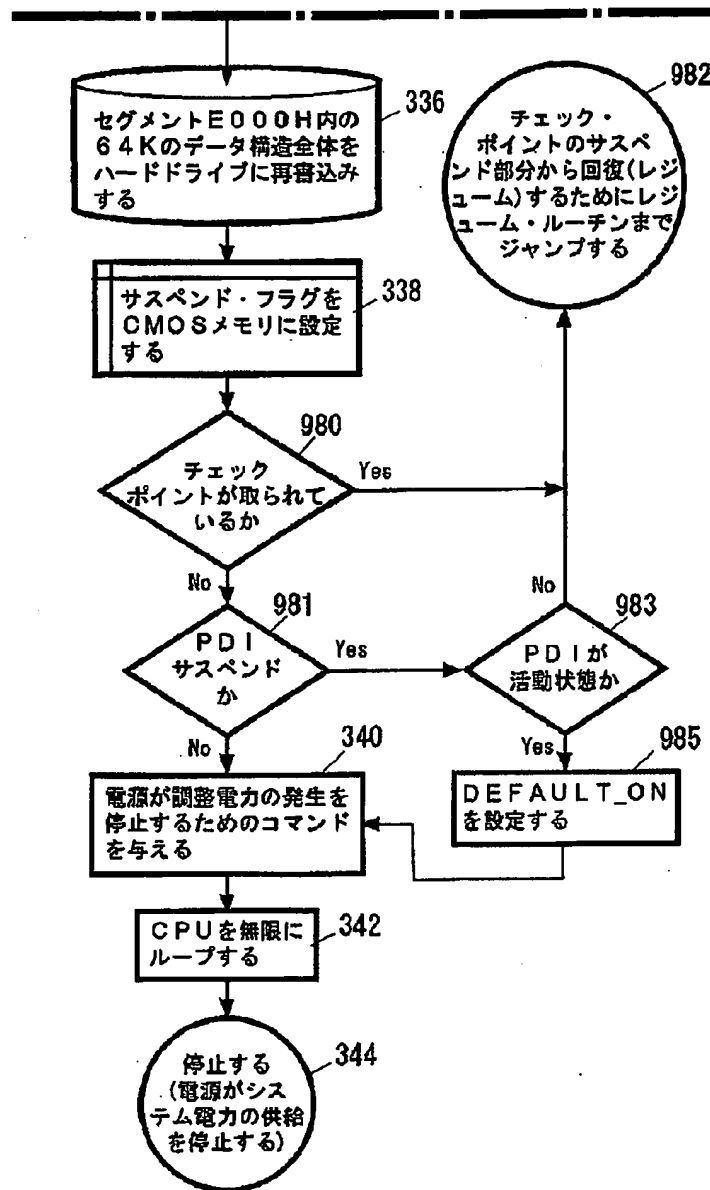 セグメントE000H内の
64Kのデータ構造全体を
ハードドライブに再書込み
する
336
チェック・
ポイントのサスペ
ンド部分から回復(レジ
ューム)するためにレジ
ューム・ルーチンまで
ジャンプする
982
サスペンド・フラグを
CMOSメモリに設定
する
338
チェック
ポイントが取られて
いるか
980
Yes
No
PDI
サスペンド
か
981
Yes
No
PDIが
活動状態か
983
No
Yes
電源が調整電力の発生を
停止するためのコマンド
を与える
340
DEFAULT_ON
を設定する
985
CPUを無限に
ループする
342
停止する
(電源がシス
テム電力の供給
を停止する)
344